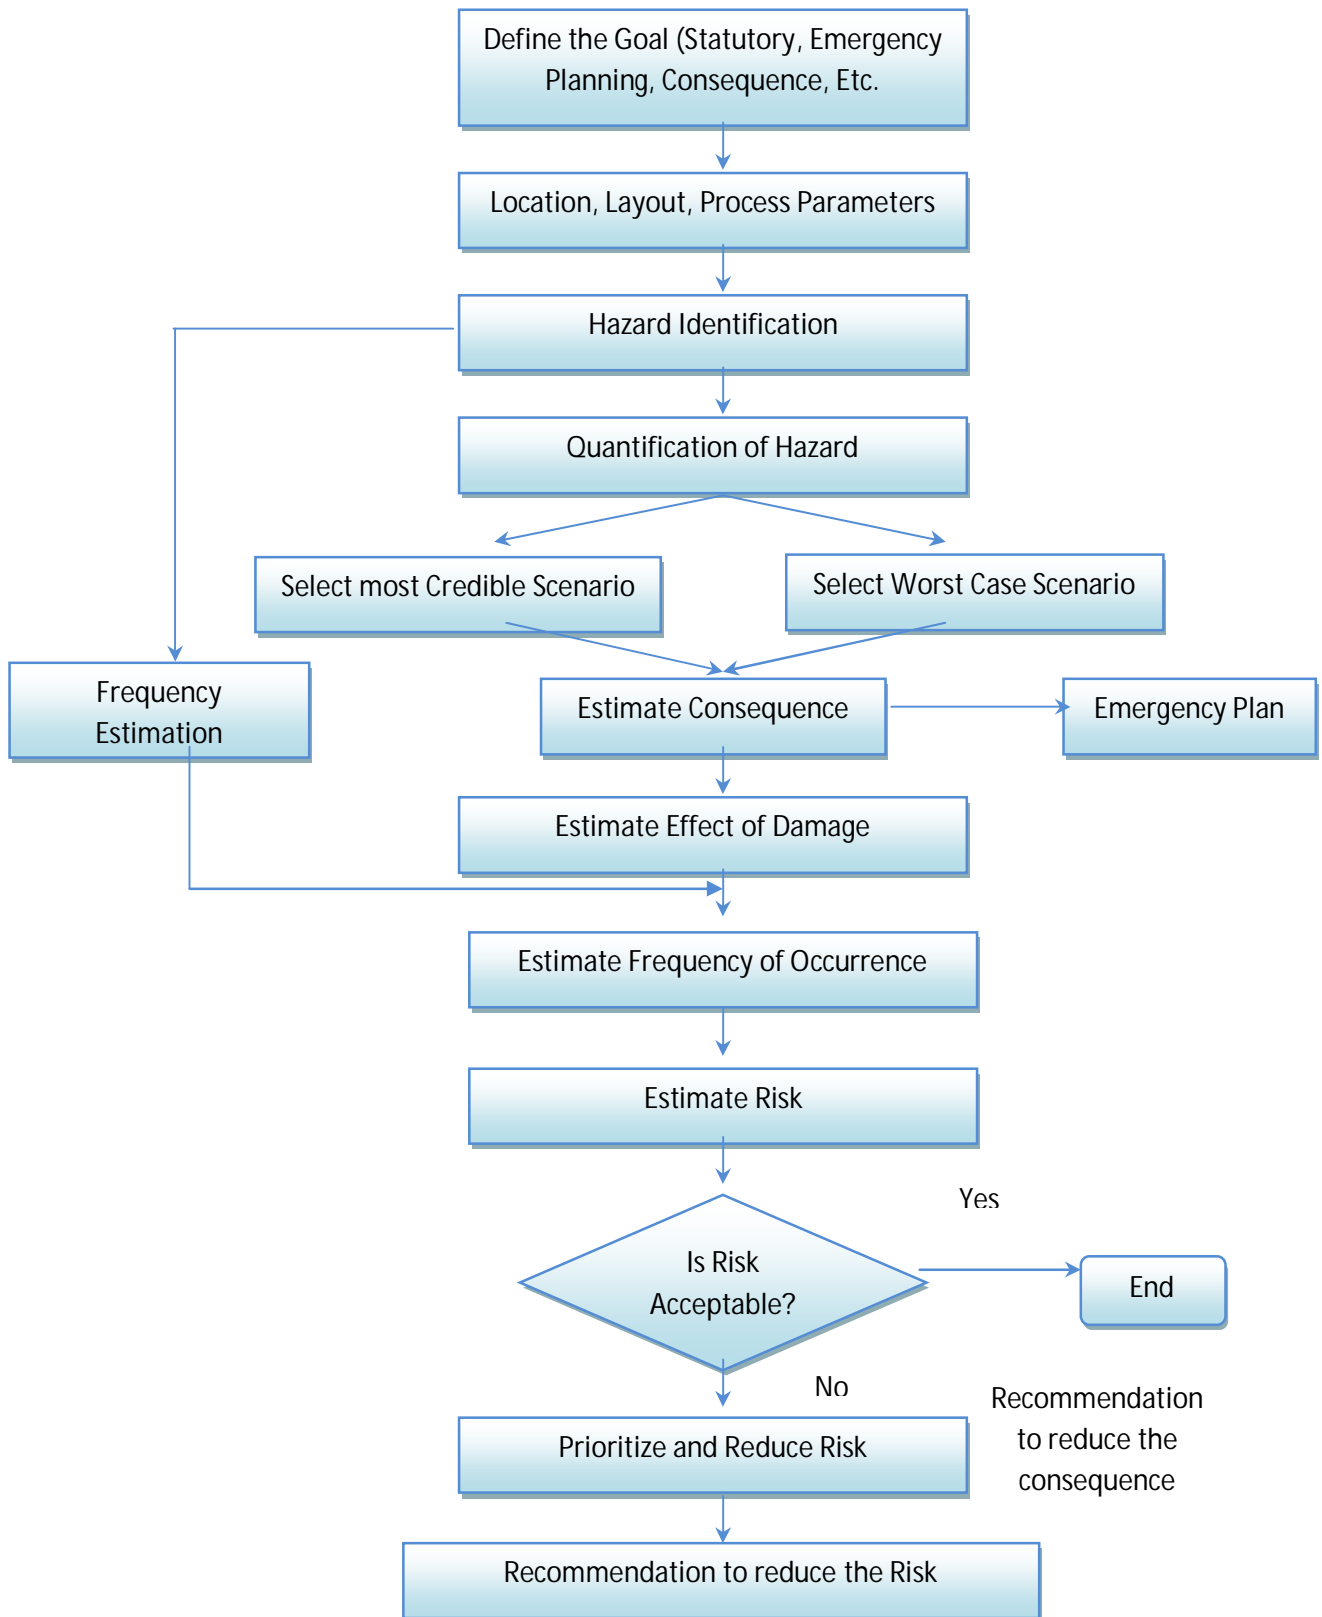 Define the Goal (Statutory, Emergency
Planning, Consequence, Etc.
Location, Layout, Process Parameters
Hazard Identification
Quantification of Hazard
Select most Credible Scenario
Select Worst Case Scenario
Frequency
Estimation
Estimate Consequence
Emergency Plan
Estimate Effect of Damage
Estimate Frequency of Occurrence
Estimate Risk
Yes
Is Risk
Acceptable?
End
No
Recommendation
to reduce the
consequence
Prioritize and Reduce Risk
Recommendation to reduce the Risk